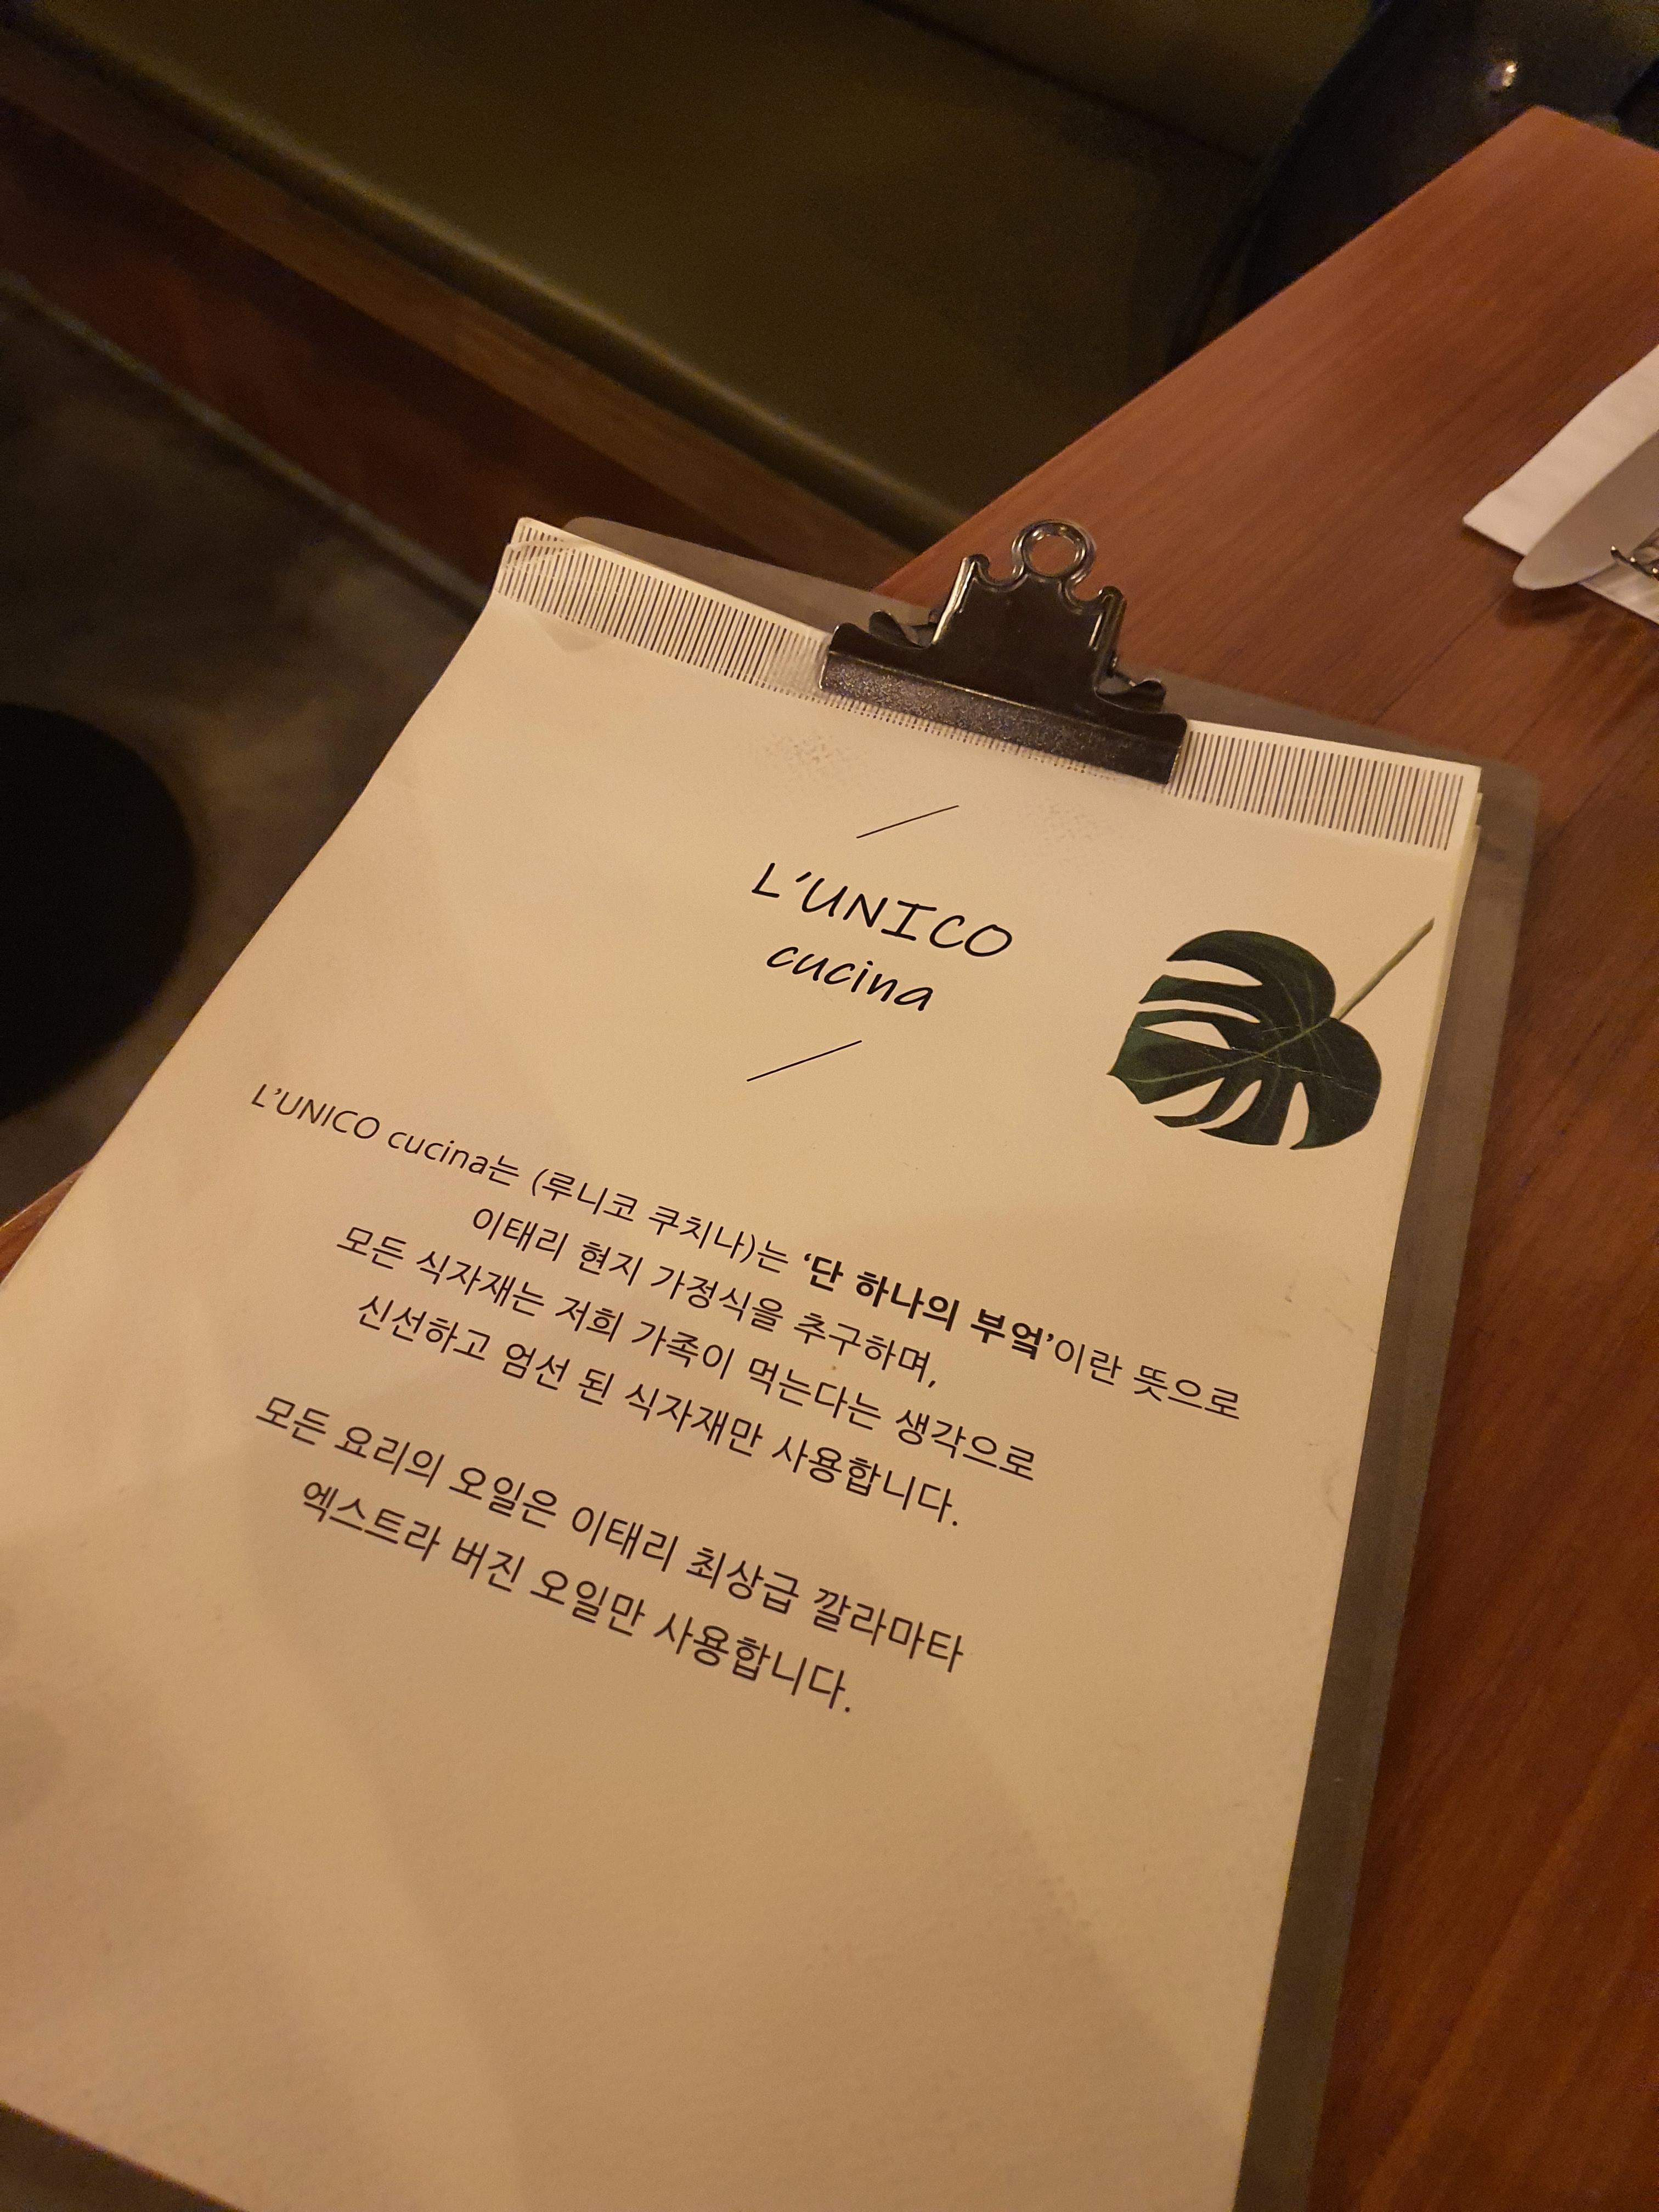 L'UNICO
cucina
L'UNICO cucina는 (루니코 쿠치나)는 '단 하나의 부엌'이란 뜻으로
이태리 현지 가정식을 추구하며,
모든 식자재는 저희 가족이 먹는다는 생각으로
신선하고 엄선 된 식자재만 사용합니다.
모든 요리의 오일은 이태리 최상급 깔라마타
엑스트라 버진 오일만 사용합니다.